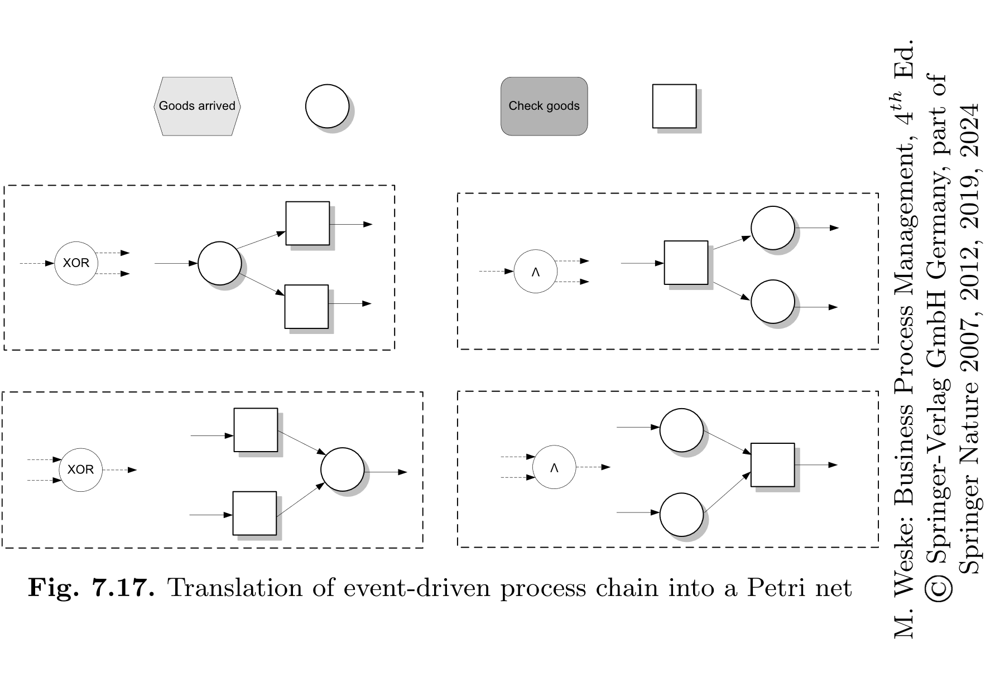 Goods arrived
Check goods
XOR
∧
XOR
∧
Fig. 7.17. Translation of event-driven process chain into a Petri net
M. Weske: Business Process Management, 4th Ed.
© Springer-Verlag GmbH Germany, part of
Springer Nature 2007, 2012, 2019, 2024